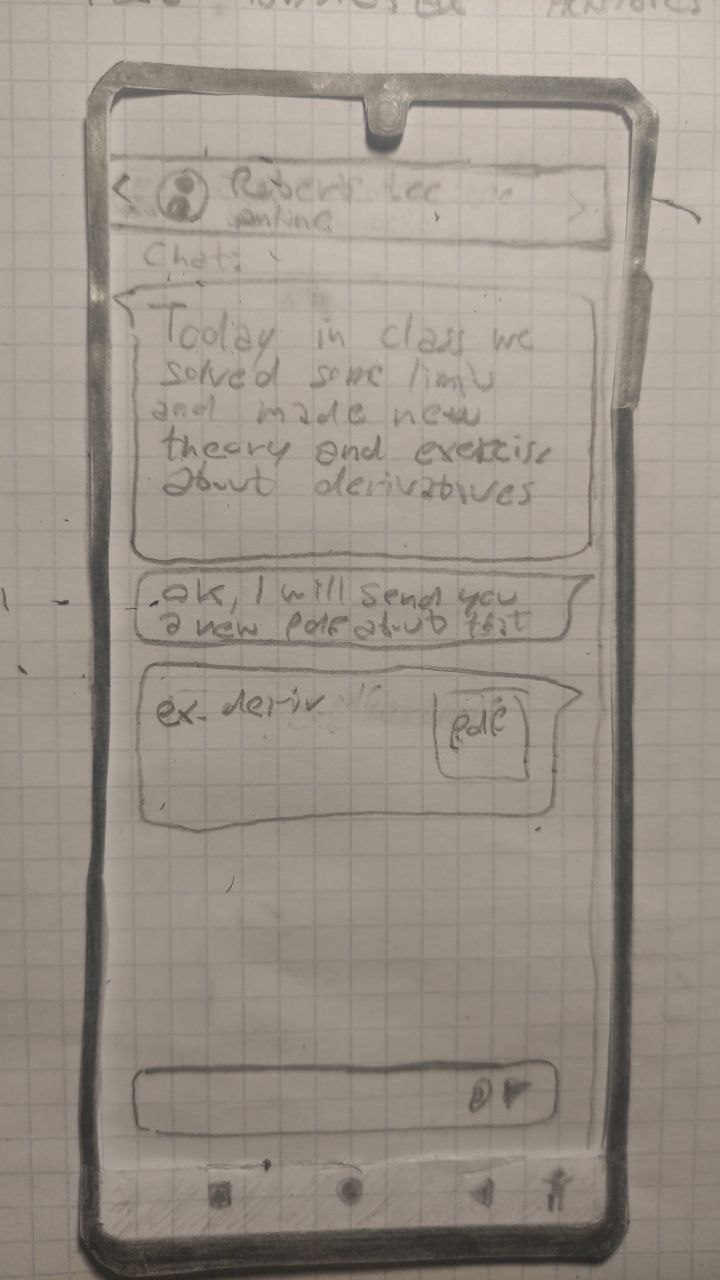 Robert Lee
online
Chat:
Today in class we
solved some limits
and made new
theory and exercise
about derivatives
ok, I will send you
a new pdf about that
ex_deriv
pdf